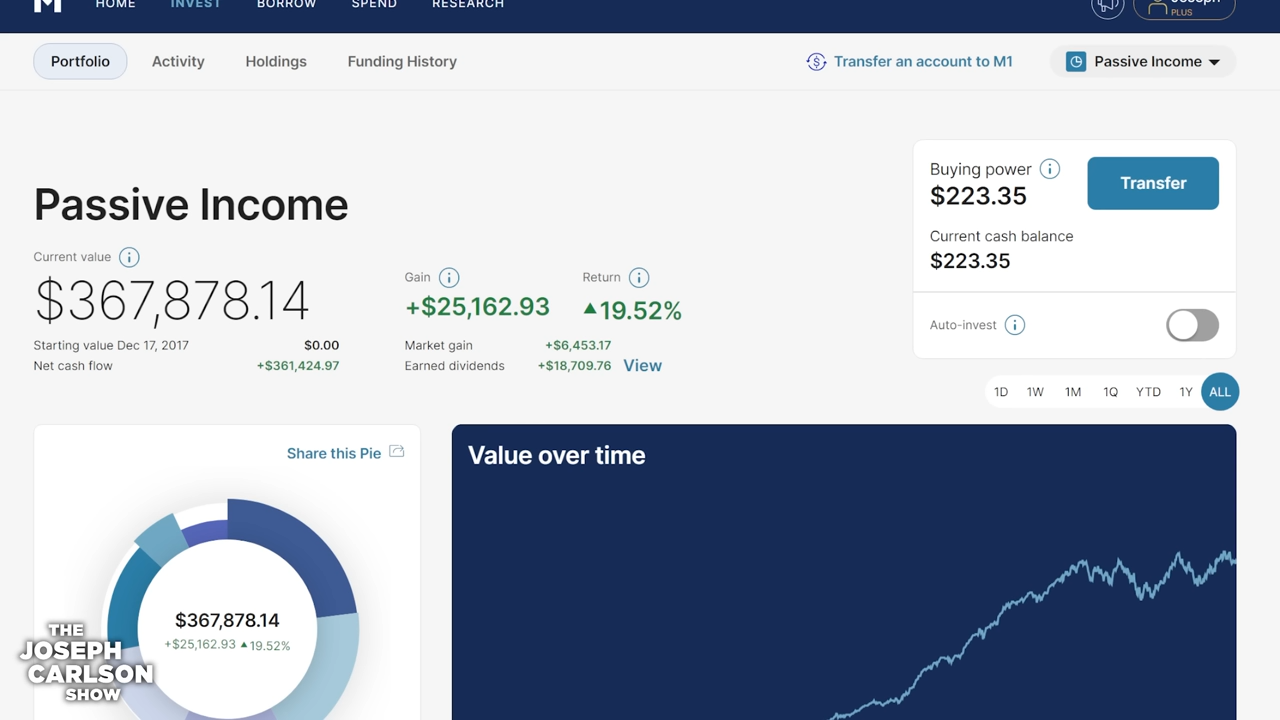 M
HOME INVEST BORROW SPEND RESEARCH
Joseph
PLUS
Portfolio Activity Holdings Funding History
Transfer an account to M1
Passive Income
Buying power
$223.35
Transfer
Current cash balance
$223.35
Auto-invest
Passive Income
Current value
$367,878.14
Starting value Dec 17, 2017 $0.00
Net cash flow +$361,424.97
Gain
+$25,162.93
Return
19.52%
Market gain +$6,453.17
Earned dividends +$18,709.76 View
1D 1W 1M 1Q YTD 1Y ALL
Share this Pie
$367,878.14
+$25,162.93 19.52%
Value over time
THE
JOSEPH
CARLSON
SHOW